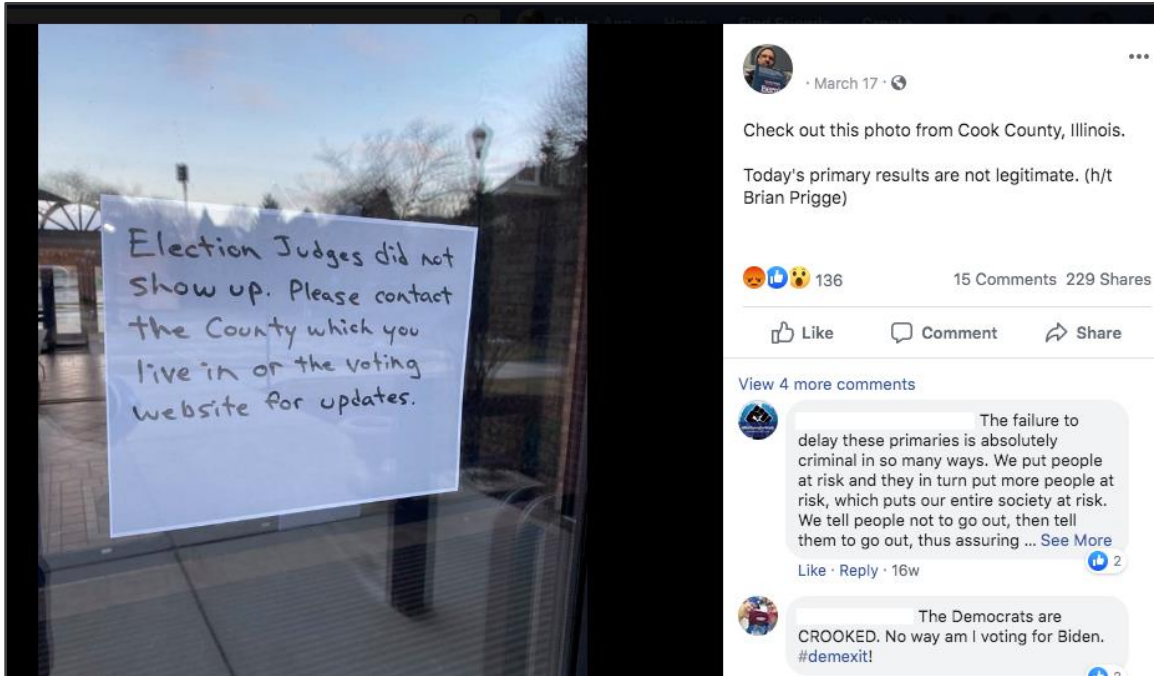 Election Judges did not
show up. Please contact
the County which you
live in or the voting
website for updates.
March 17
Check out this photo from Cook County, Illinois.
Today's primary results are not legitimate. (h/t
Brian Prigge)
136
15 Comments 229 Shares
Like Comment Share
View 4 more comments
The failure to
delay these primaries is absolutely
criminal in so many ways. We put people
at risk and they in turn put more people at
risk, which puts our entire society at risk.
We tell people not to go out, then tell
them to go out, thus assuring ... See More
2
Like · Reply · 16w
The Democrats are
CROOKED. No way am I voting for Biden.
#demexit!